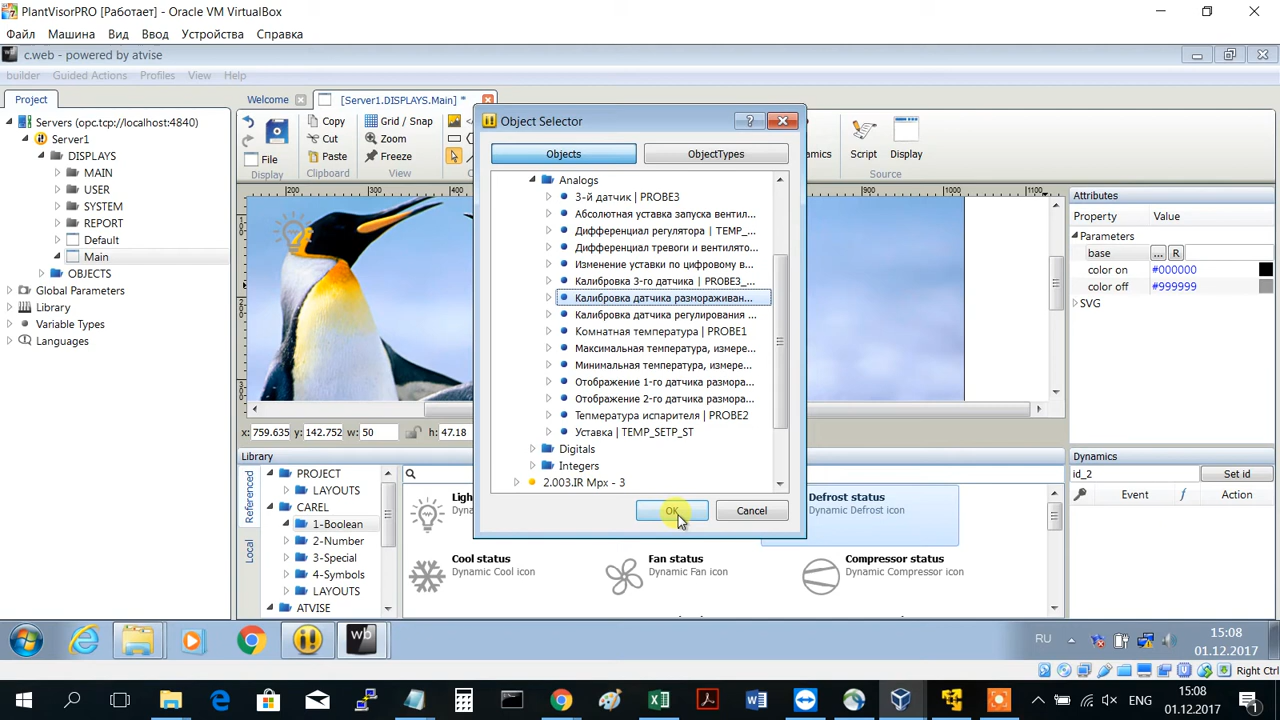 PlantVisorPRO [Работает] - Oracle VM VirtualBox
Файл Машина Вид Ввод Устройства Справка
wb c.web - powered by atvise
builder Guided Actions Profiles View Help
Project
Welcome
[Server1.DISPLAYS.Main] *
Servers (opc.tcp://localhost:4840)
Server1
DISPLAYS
MAIN
USER
SYSTEM
REPORT
Default
Main
OBJECTS
Global Parameters
Library
Variable Types
Languages
File
Display
Copy
Cut
Paste
Clipboard
Grid / Snap
Zoom
Freeze
View
Script
Display
Source
200 300 900 1000 1100
Object Selector
Objects ObjectTypes
Analogs
3-й датчик | PROBE3
Абсолютная уставка запуска вентил...
Дифференциал регулятора | TEMP_...
Дифференциал тревоги и вентилято...
Изменение уставки по цифровому в...
Калибровка 3-го датчика | PROBE3_...
Калибровка датчика размораживан...
Калибровка датчика регулирования ...
Комнатная температура | PROBE1
Максимальная температура, измере...
Минимальная температура, измере...
Отображение 1-го датчика размора...
Отображение 2-го датчика размора...
Тепмература испарителя | PROBE2
Уставка | TEMP_SETP_ST
Digitals
Integers
2.003.IR Mpx - 3
OK Cancel
Attributes
Property Value
Parameters
base ... R
color on #000000
color off #999999
SVG
x: 759.635 y: 142.752 w: 50 h: 47.18
Library
Referenced
Local
PROJECT
LAYOUTS
CAREL
1-Boolean
2-Number
3-Special
4-Symbols
LAYOUTS
ATVISE
Defrost status
Dynamic Defrost icon
Cool status
Dynamic Cool icon
Fan status
Dynamic Fan icon
Compressor status
Dynamic Compressor icon
Dynamics
id_2 Set id
Event Action
RU
15:08
01.12.2017
Right Ctrl
ENG
15:08
01.12.2017